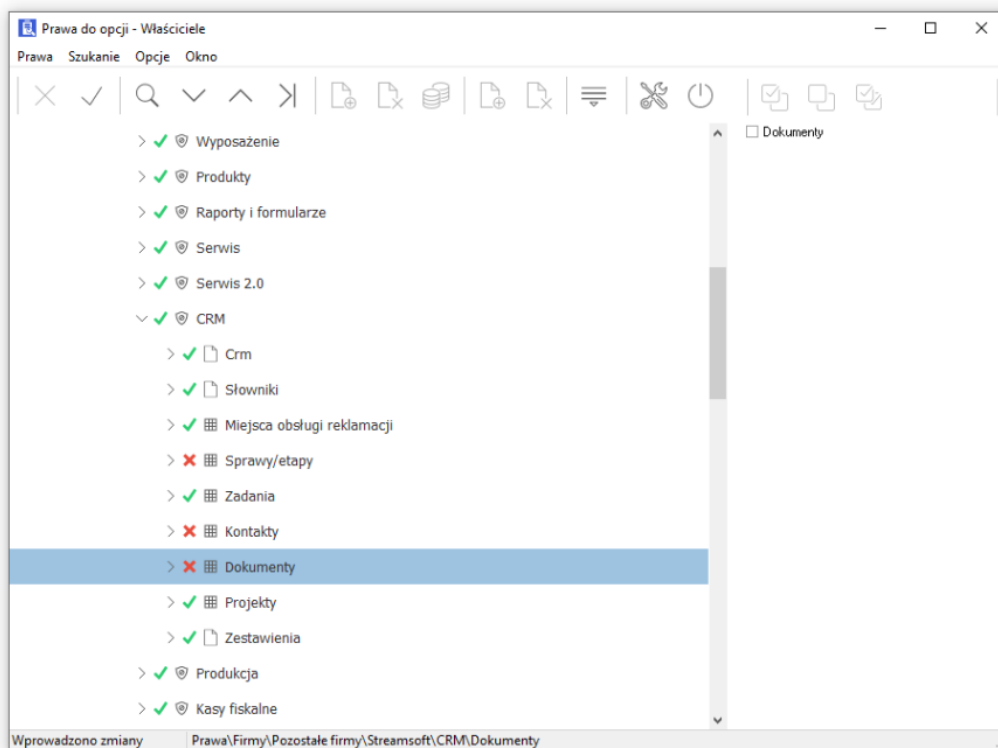 Prawa do opcji - Właściciele
Prawa Szukanie Opcje Okno
Wyposażenie
Produkty
Raporty i formularze
Serwis
Serwis 2.0
CRM
Crm
Słowniki
Miejsca obsługi reklamacji
Sprawy/etapy
Zadania
Kontakty
Dokumenty
Projekty
Zestawienia
Produkcja
Kasy fiskalne
Dokumenty
Wprowadzono zmiany Prawa\Firmy\Pozostałe firmy\Streamsoft\CRM\Dokumenty